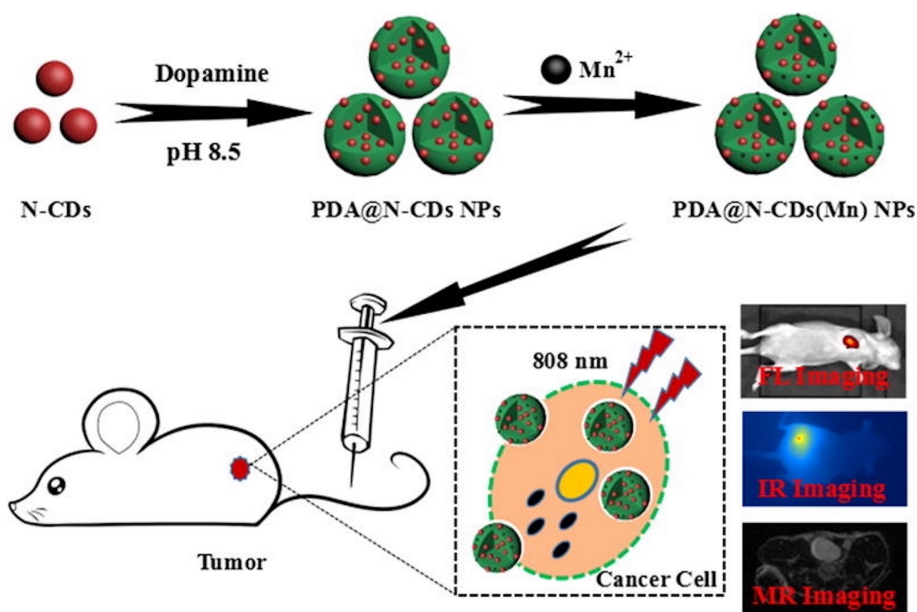 Dopamine
pH 8.5
Mn²⁺
N-CDs
PDA@N-CDs NPs
PDA@N-CDs(Mn) NPs
808 nm
Tumor
Cancer Cell
FL Imaging
IR Imaging
MR Imaging